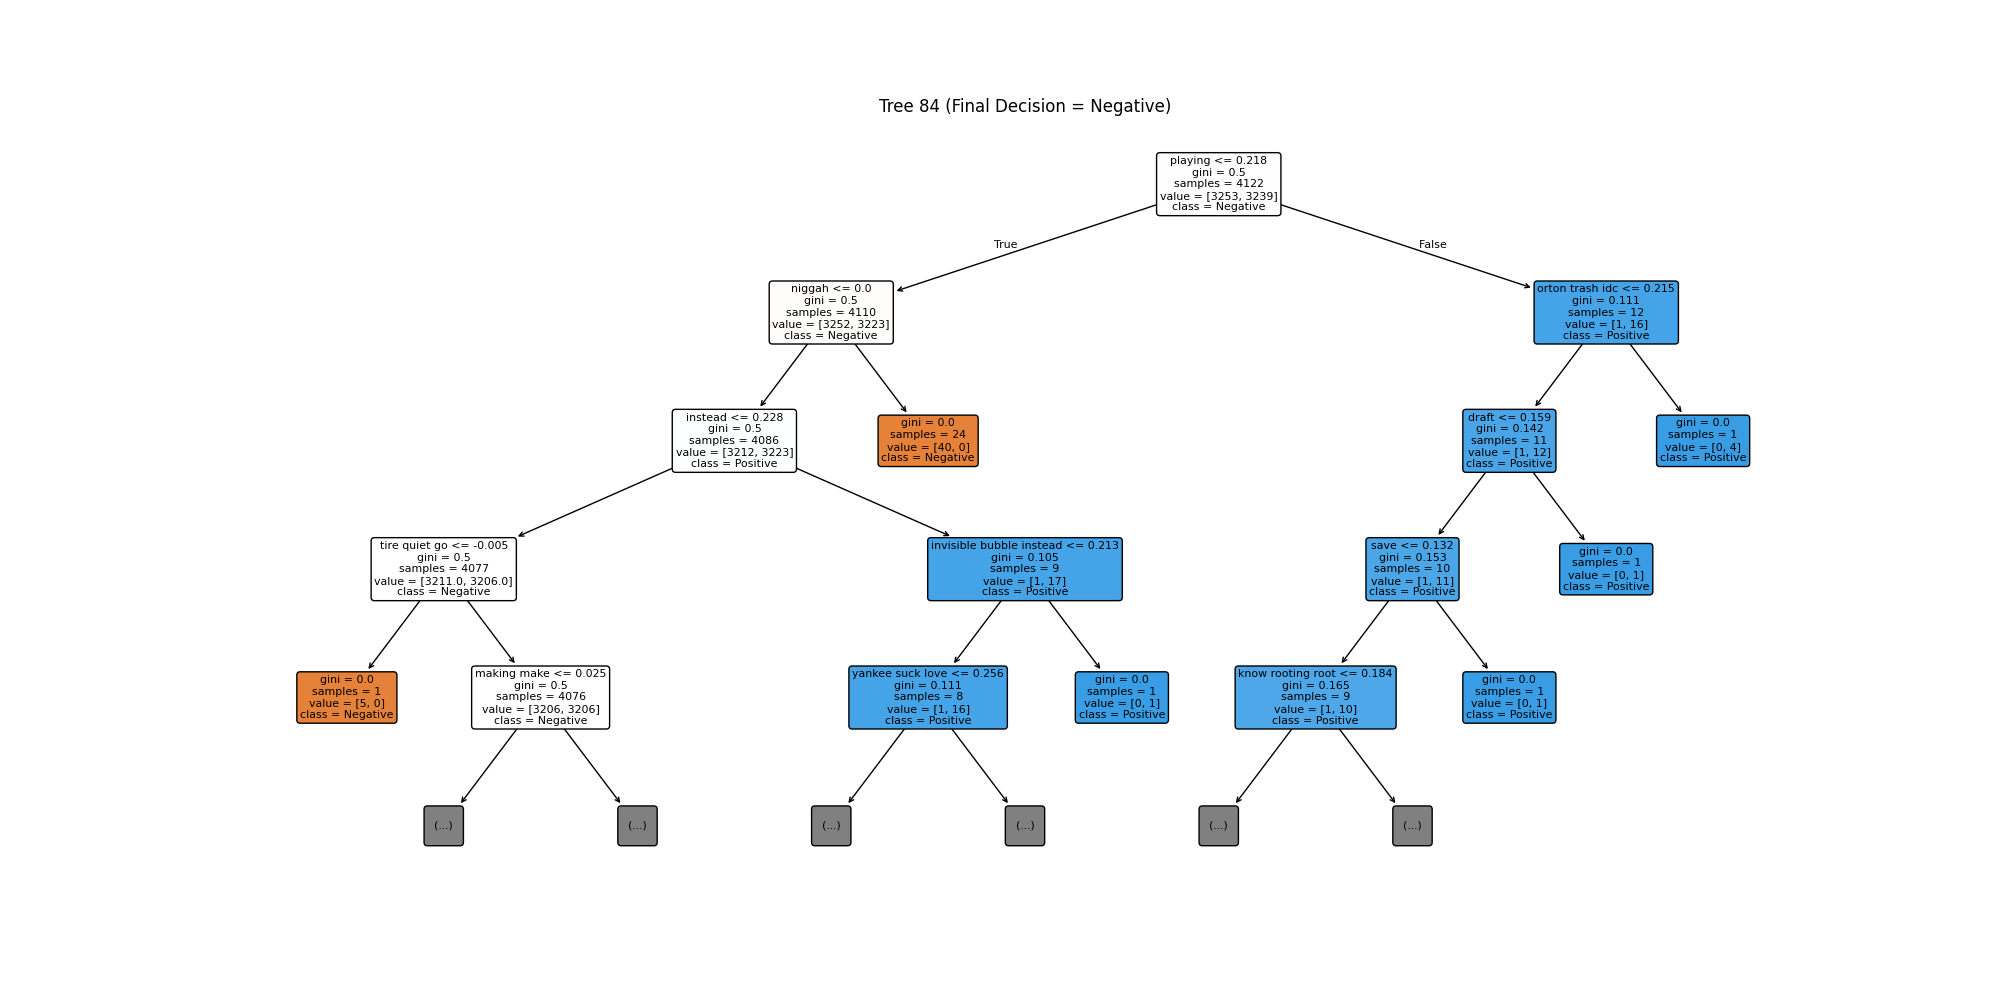 Tree 84 (Final Decision = Negative)
playing <= 0.218
gini = 0.5
samples = 4122
value = [3253, 3239]
class = Negative
True
False
niggah <= 0.0
gini = 0.5
samples = 4110
value = [3252, 3223]
class = Negative
orton trash idc <= 0.215
gini = 0.111
samples = 12
value = [1, 16]
class = Positive
instead <= 0.228
gini = 0.5
samples = 4086
value = [3212, 3223]
class = Positive
gini = 0.0
samples = 24
value = [40, 0]
class = Negative
draft <= 0.159
gini = 0.142
samples = 11
value = [1, 12]
class = Positive
gini = 0.0
samples = 1
value = [0, 4]
class = Positive
tire quiet go <= -0.005
gini = 0.5
samples = 4077
value = [3211.0, 3206.0]
class = Negative
invisible bubble instead <= 0.213
gini = 0.105
samples = 9
value = [1, 17]
class = Positive
save <= 0.132
gini = 0.153
samples = 10
value = [1, 11]
class = Positive
gini = 0.0
samples = 1
value = [0, 1]
class = Positive
gini = 0.0
samples = 1
value = [5, 0]
class = Negative
making make <= 0.025
gini = 0.5
samples = 4076
value = [3206, 3206]
class = Negative
yankee suck love <= 0.256
gini = 0.111
samples = 8
value = [1, 16]
class = Positive
gini = 0.0
samples = 1
value = [0, 1]
class = Positive
know rooting root <= 0.184
gini = 0.165
samples = 9
value = [1, 10]
class = Positive
gini = 0.0
samples = 1
value = [0, 1]
class = Positive
(...)
(...)
(...)
(...)
(...)
(...)